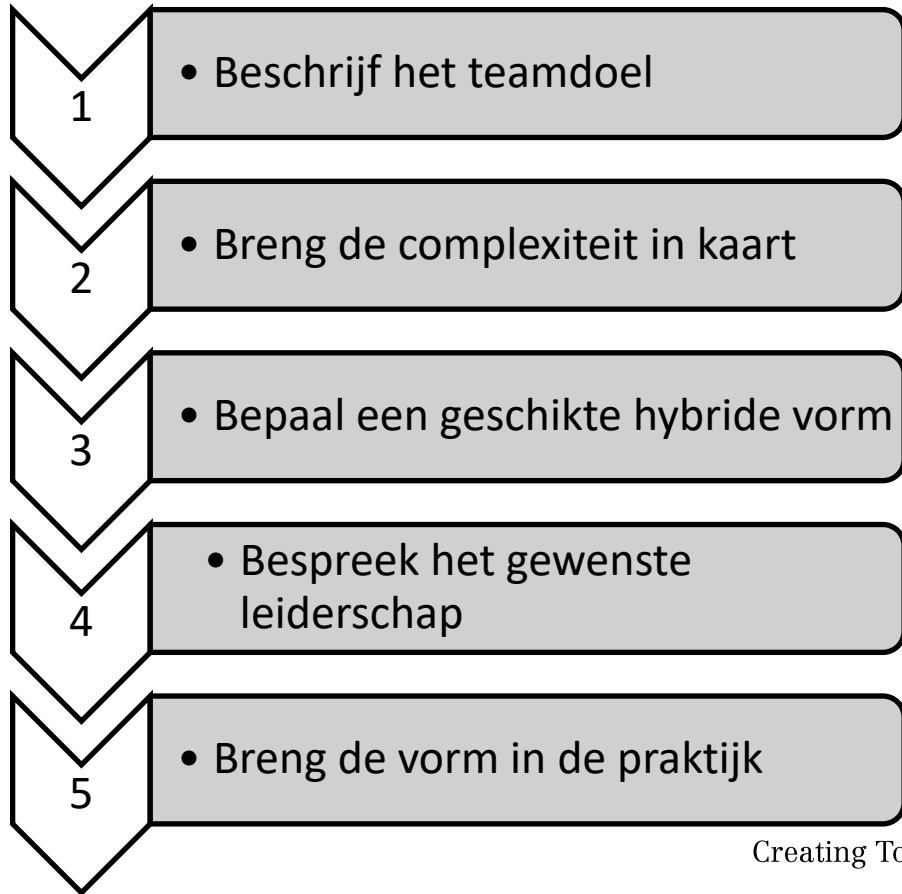 1
• Beschrijf het teamdoel
2
• Breng de complexiteit in kaart
3
• Bepaal een geschikte hybride vorm
4
• Bespreek het gewenste
leiderschap
5
• Breng de vorm in de praktijk
Creating